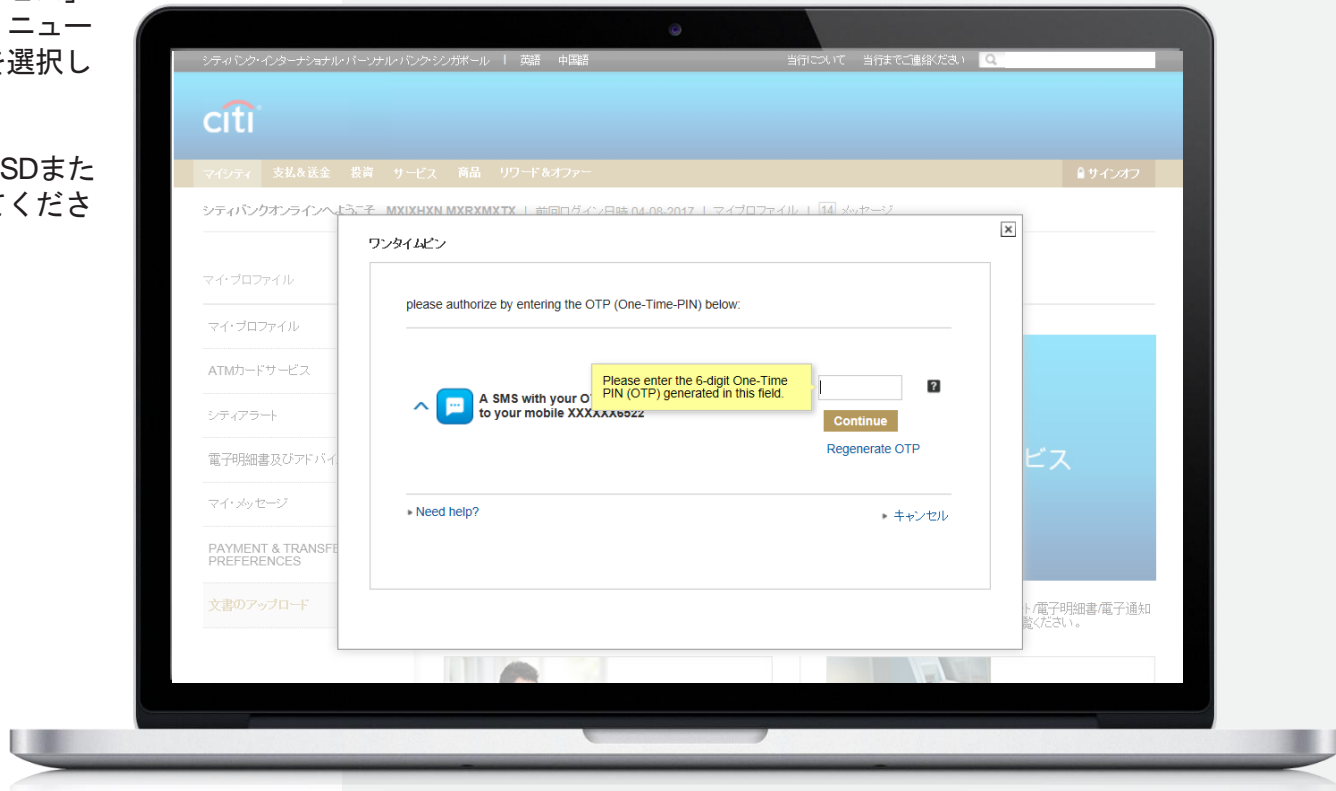 ニュー
を選択し
SDまた
てくださ
シティバンク・インターナショナル・パーソナル・バンク・シンガポール | 英語 中国語 当行について 当行までご連絡ください
citi
マイシティ 支払&送金 投資 サービス 商品 リワード&オファー サインオフ
シティバンクオンラインへようこそ MXIXHXN MXRXMXTX | 前回ログイン日時 04-08-2017 | マイプロファイル | 14 メッセージ
ワンタイムピン
please authorize by entering the OTP (One-Time-PIN) below:
Please enter the 6-digit One-Time
PIN (OTP) generated in this field.
A SMS with your O
to your mobile XXXXXX6522
Continue
Regenerate OTP
Need help?
キャンセル
マイ・プロファイル
マイ・プロファイル
ATMカードサービス
シティアラート
電子明細書及びアドバイ
マイ・メッセージ
PAYMENT & TRANSFE
PREFERENCES
文書のアップロード
ビス
ト/電子明細書/電子通知
覧ください。